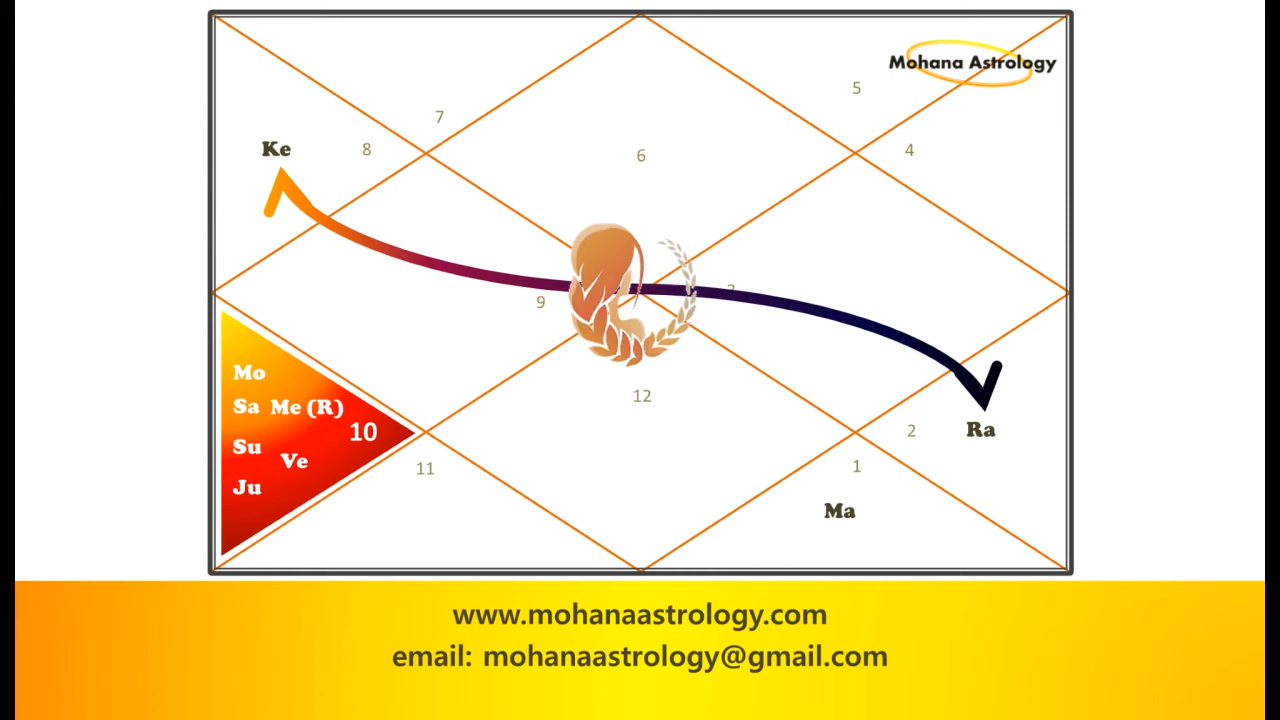 Mohana Astrology
5
7
Ke
8
4
6
9
Mo
Sa Me (R)
10
Su
Ve
Ju
12
2
Ra
11
1
Ma
www.mohanaastrology.com
email: mohanaastrology@gmail.com